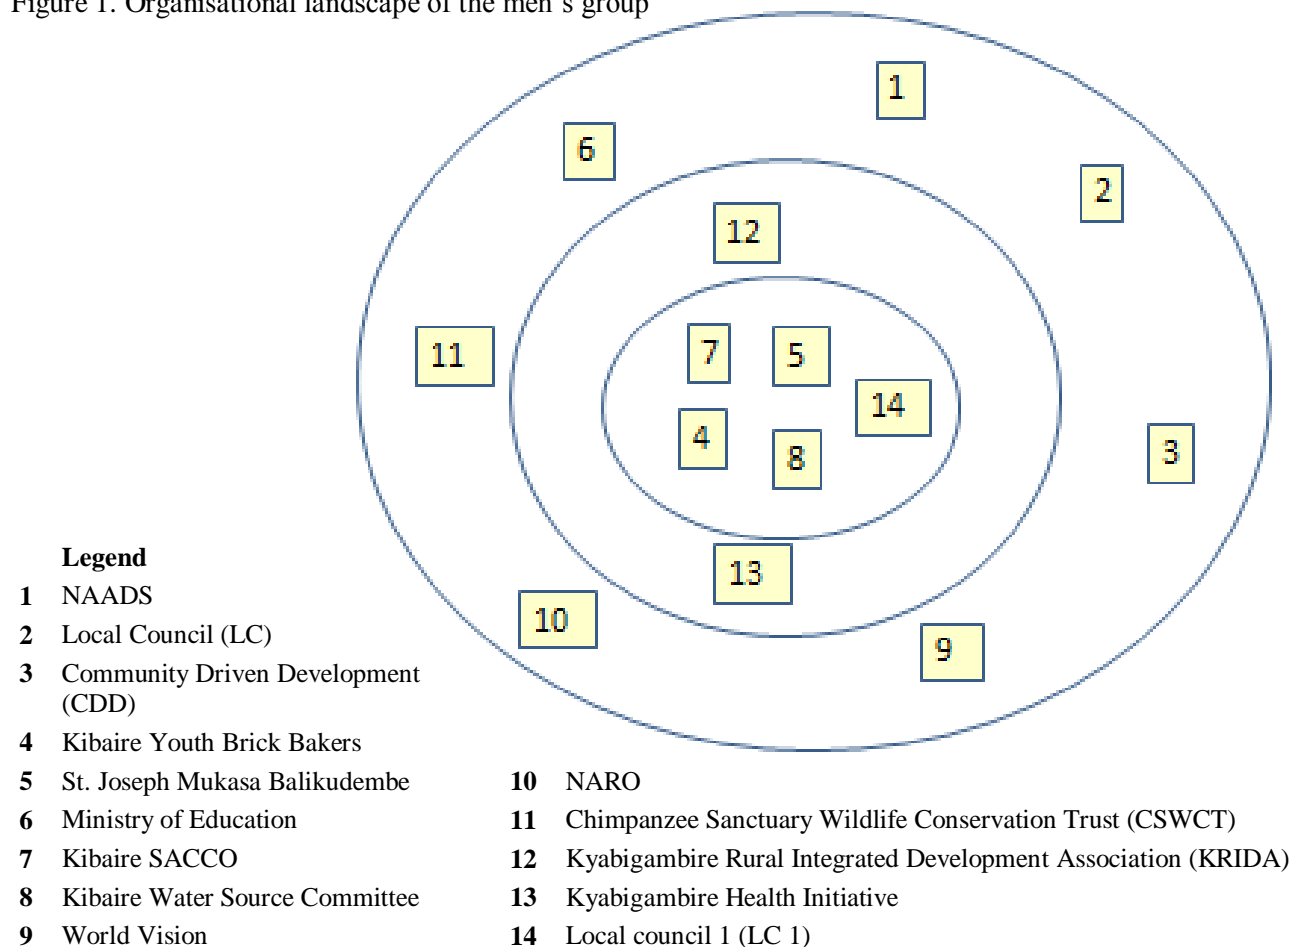 Figure 1. Organisational landscape of the men's group
1
6
2
12
7
5
11
14
4
8
3
13
10
9
Legend
1 NAADS
2 Local Council (LC)
3 Community Driven Development
(CDD)
4 Kibaire Youth Brick Bakers
5 St. Joseph Mukasa Balikudembe
6 Ministry of Education
7 Kibaire SACCO
8 Kibaire Water Source Committee
9 World Vision
10 NARO
11 Chimpanzee Sanctuary Wildlife Conservation Trust (CSWCT)
12 Kyabigambire Rural Integrated Development Association (KRIDA)
13 Kyabigambire Health Initiative
14 Local council 1 (LC 1)